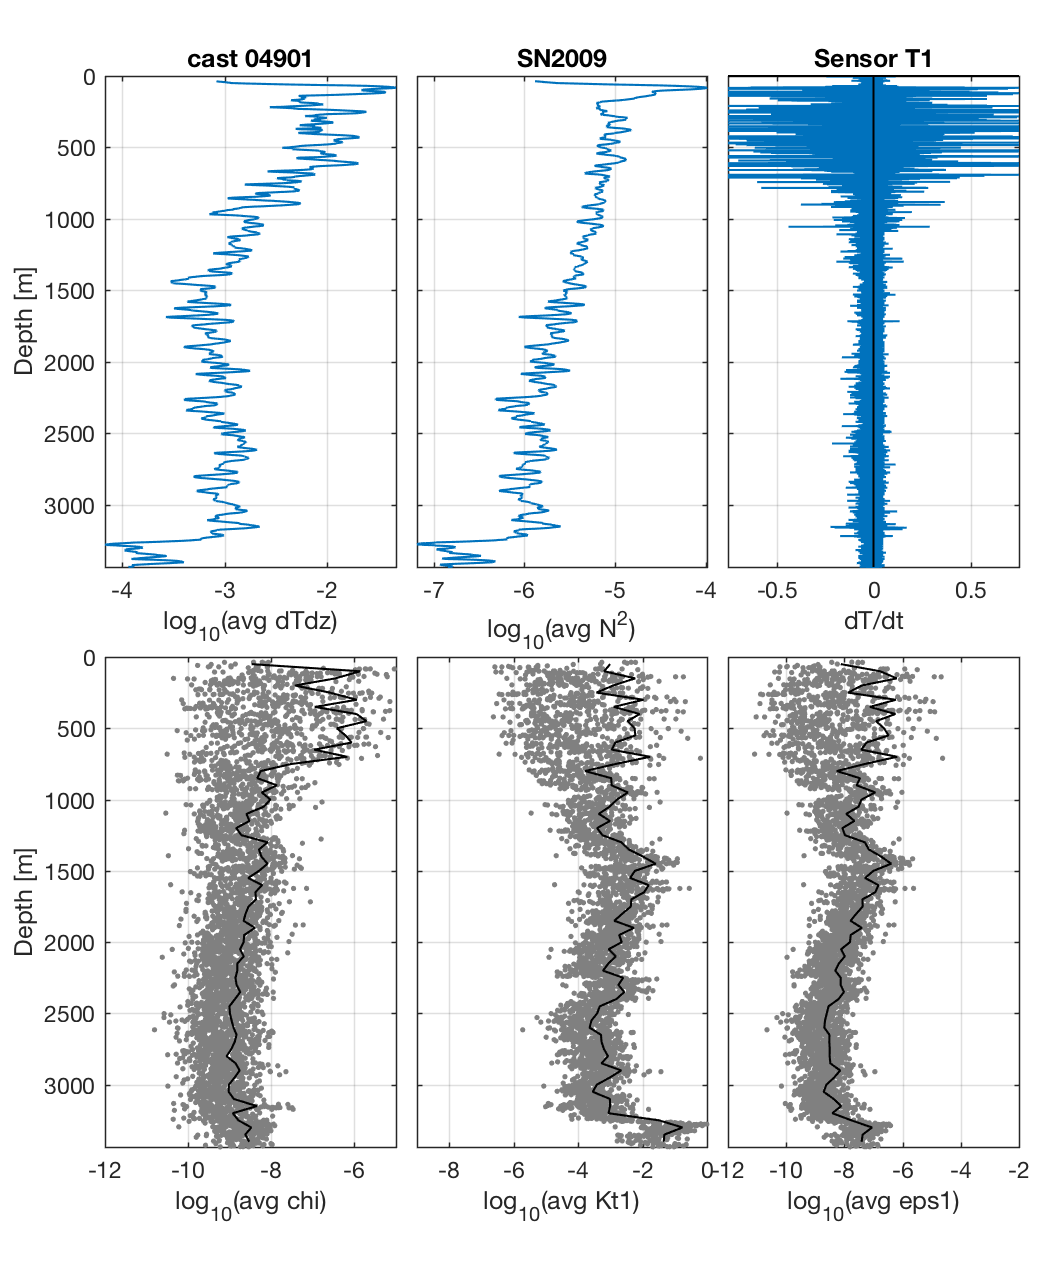 cast 04901 SN2009 Sensor T1
0
500
1000
1500
2000
2500
3000
Depth [m]
-4 -3 -2 -7 -6 -5 -4 -0.5 0 0.5
log10(avg dTdz) log10(avg N2) dT/dt
0
500
1000
1500
2000
2500
3000
Depth [m]
-12 -10 -8 -6 -8 -6 -4 -2 0 -12 -10 -8 -6 -4 -2
log10(avg chi) log10(avg Kt1) log10(avg eps1)